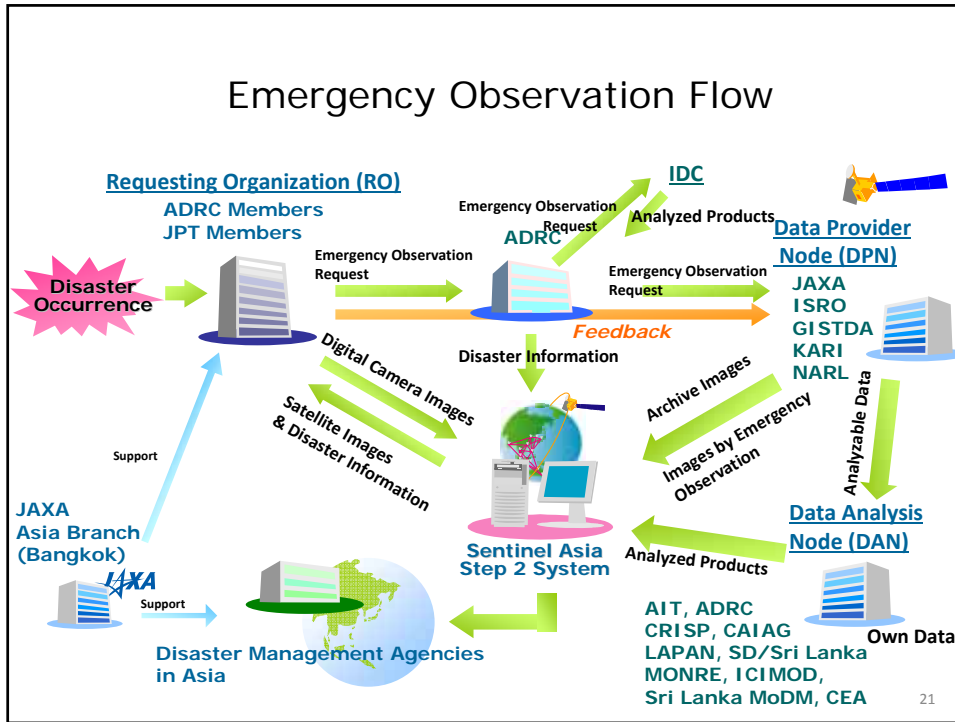 Emergency Observation Flow
Requesting Organization (RO)
ADRC Members
JPT Members
Disaster
Occurrence
Emergency Observation
Request
ADRC
Emergency Observation
Request
IDC
Analyzed Products
Emergency Observation
Request
Feedback
Data Provider
Node (DPN)
JAXA
ISRO
GISTDA
KARI
NARL
Disaster Information
Digital Camera Images
Satellite Images
& Disaster Information
Archive Images
Images by Emergency
Observation
Analyzable Data
Support
JAXA
Asia Branch
(Bangkok)
JAXA
Support
Sentinel Asia
Step 2 System
Analyzed Products
Data Analysis
Node (DAN)
Own Data
AIT, ADRC
CRISP, CAIAG
LAPAN, SD/Sri Lanka
MONRE, ICIMOD,
Sri Lanka MoDM, CEA
Disaster Management Agencies
in Asia
21